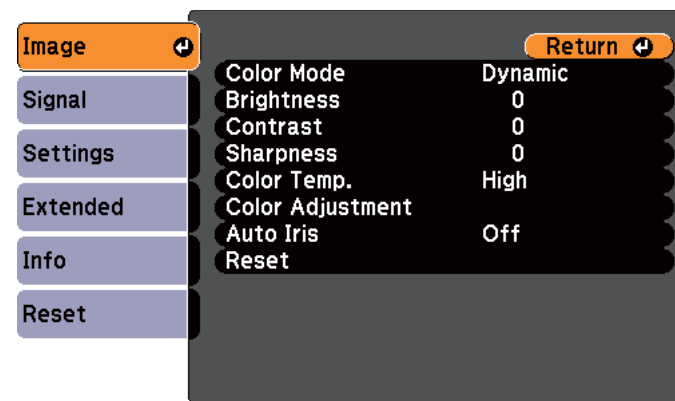 Image
Signal
Settings
Extended
Info
Reset
Return
Color Mode Dynamic
Brightness 0
Contrast 0
Sharpness 0
Color Temp. High
Color Adjustment
Auto Iris Off
Reset